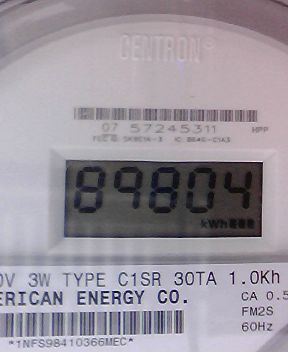 CENTRON®
07 57245311 HPP
89804
kWh
0V 3W TYPE C1SR 30TA 1.0Kh
ERICAN ENERGY CO. CA 0.5
FM2S
*1NFS98410366MEC* 60Hz